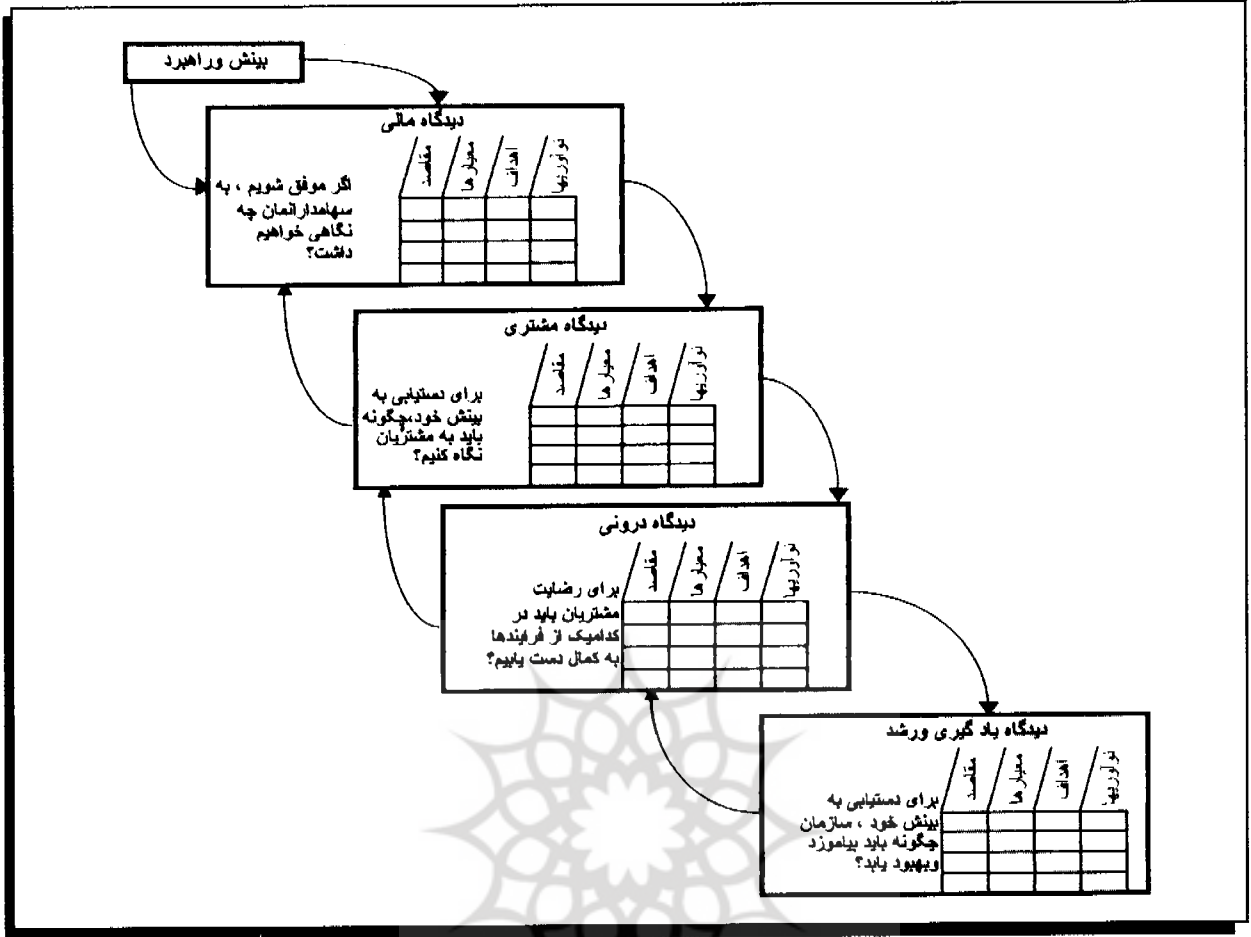 بینش وراهبرد
دیدگاه مالی
مقاصد
معیارها
اهداف
نوآوریها
اگر موفق شویم ، به
سهامدارانمان چه
نگاهی خواهیم
داشت؟
دیدگاه مشتری
مقاصد
معیارها
اهداف
نوآوریها
برای دستیابی به
بینش خود،چگونه
باید به مشتریان
نگاه کنیم؟
دیدگاه درونی
مقاصد
معیارها
اهداف
نوآوریها
برای رضایت
مشتریان باید در
کدامیک از فرایندها
به کمال دست یابیم؟
دیدگاه یاد گیری ورشد
مقاصد
معیارها
اهداف
نوآوریها
برای دستیابی به
بینش خود ، سازمان
چگونه باید بیاموزد
وبهبود یابد؟